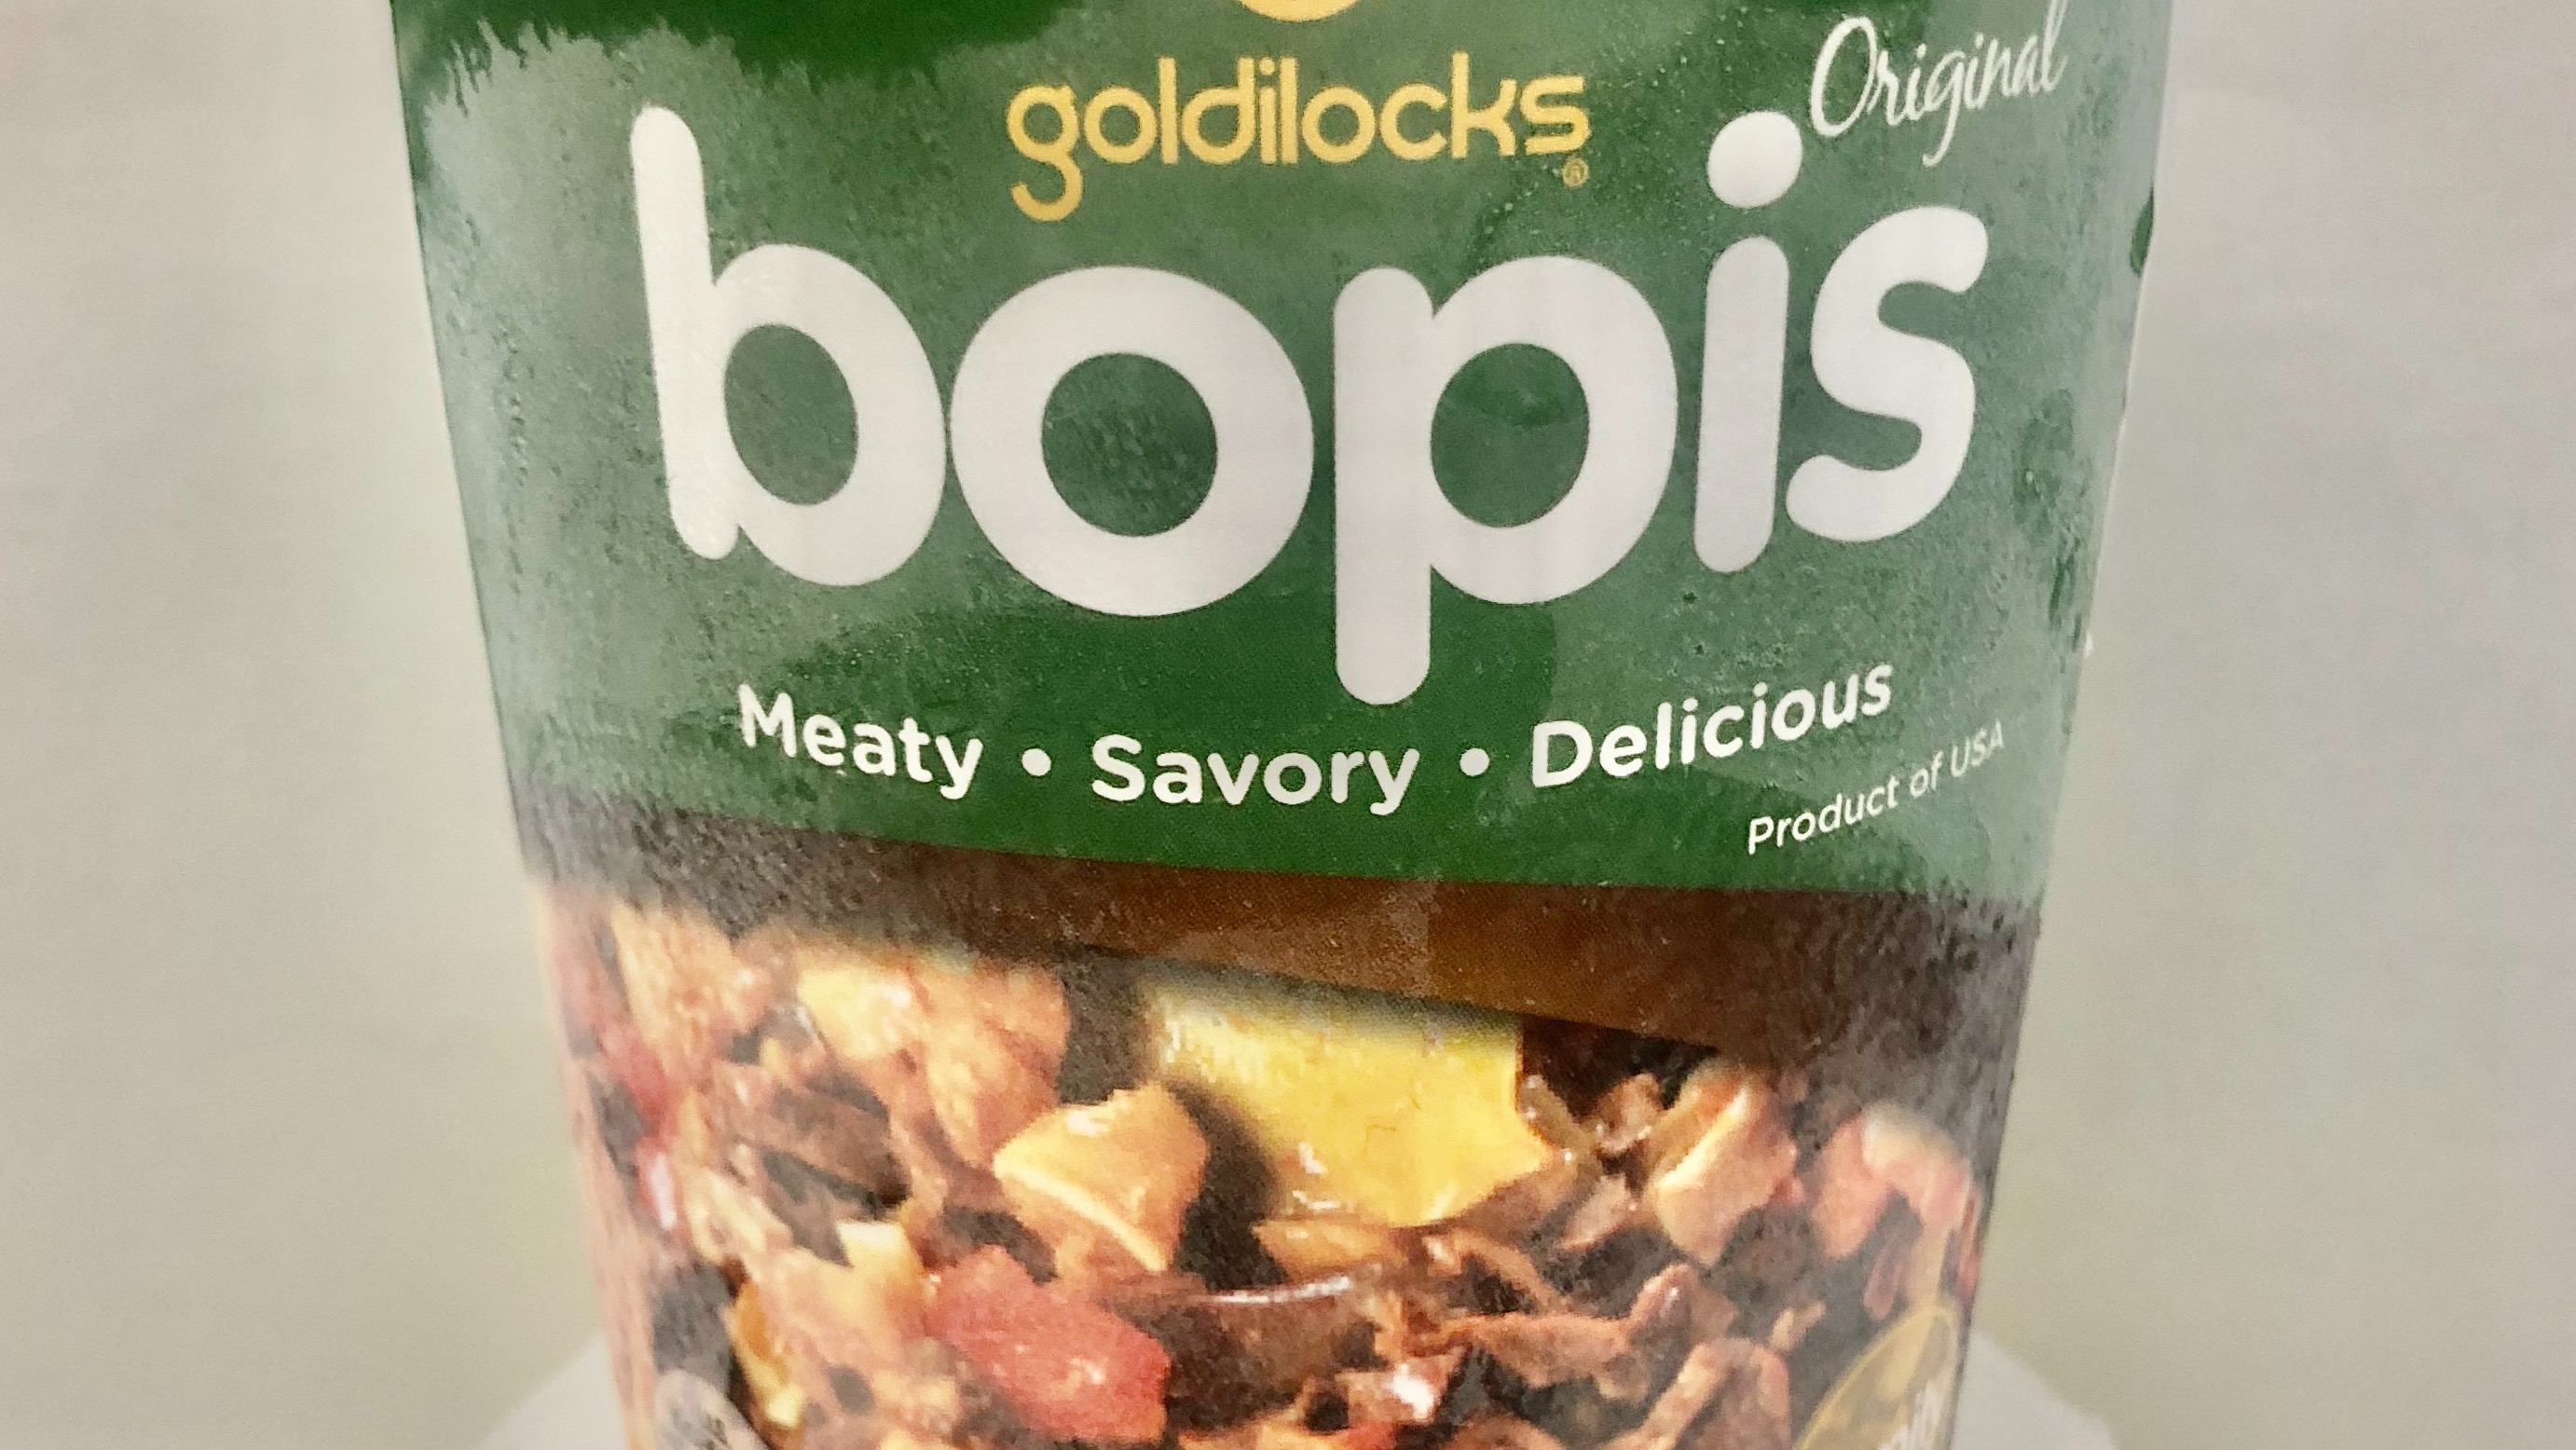 goldilocks®
Original
bopis
Meaty • Savory • Delicious
Product of USA